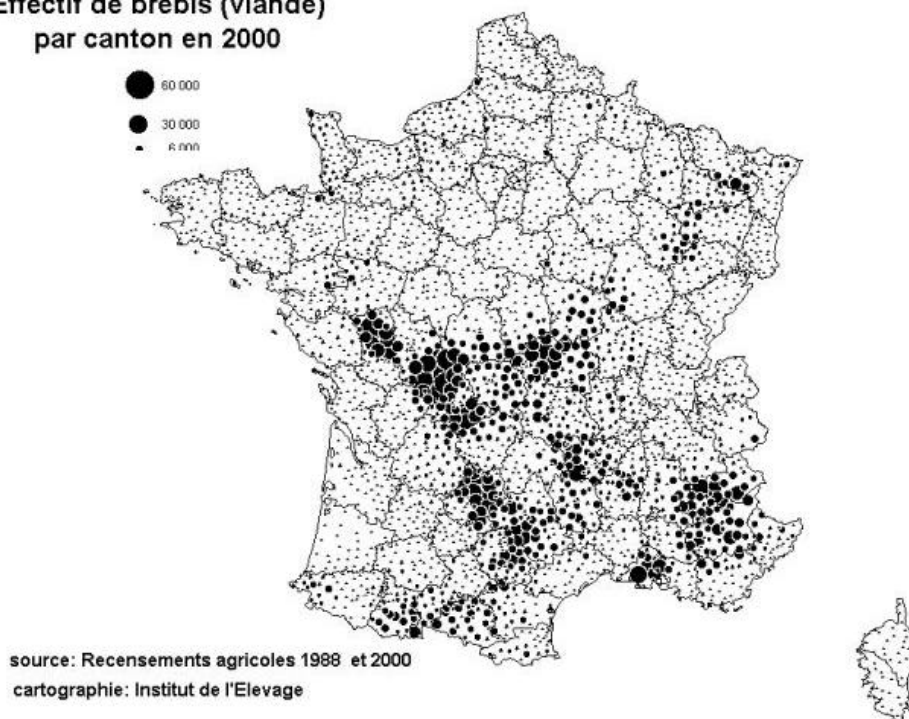 Effectif de brebis (viande)
par canton en 2000
60 000
30 000
6 000
source: Recensements agricoles 1988 et 2000
cartographie: Institut de l'Elevage